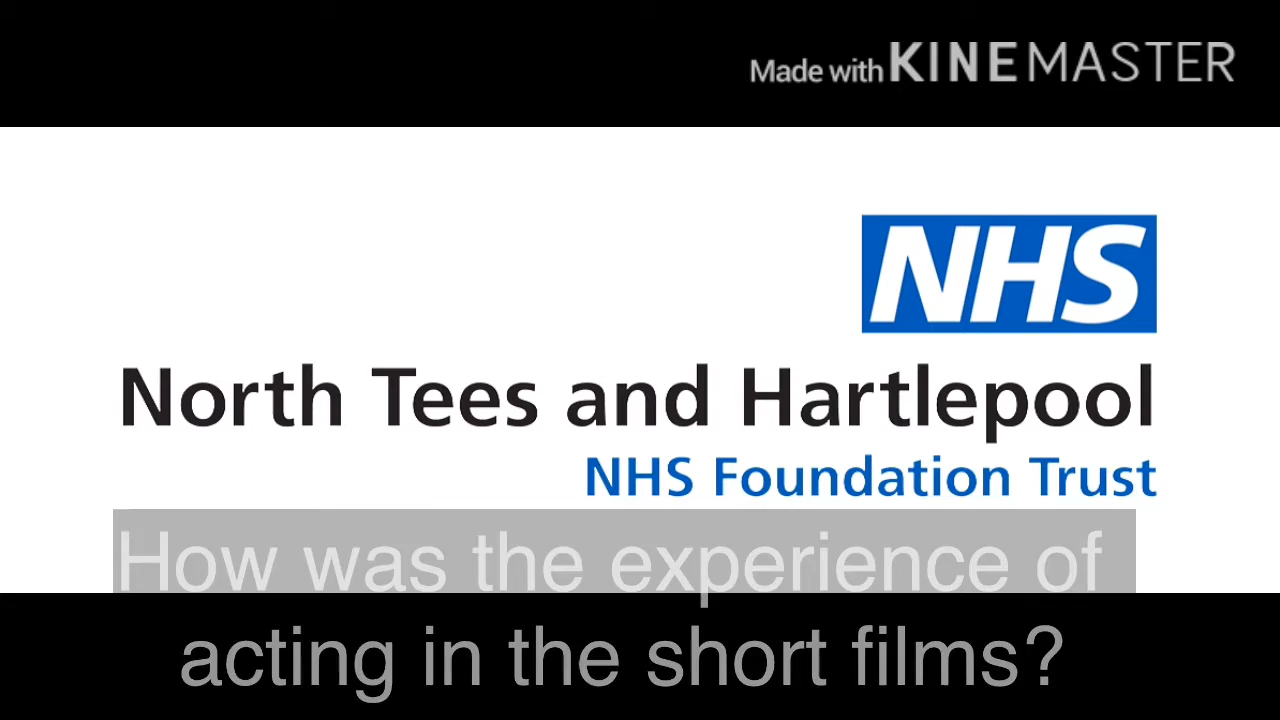 Made with KINEMASTER
NHS
North Tees and Hartlepool
NHS Foundation Trust
How was the experience of
acting in the short films?